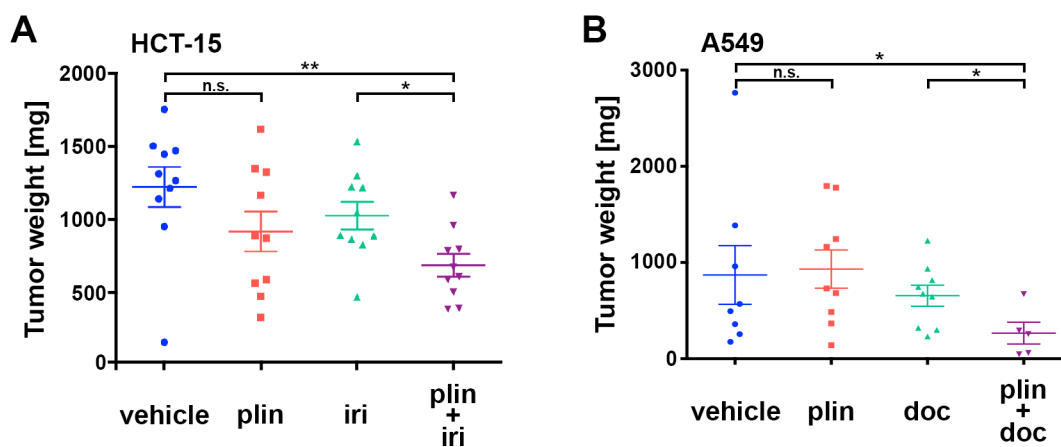 A
HCT-15
Tumor weight [mg]
2000
1500
1000
500
0
**
n.s.
*
vehicle
plin
iri
plin
+
iri
B
A549
Tumor weight [mg]
3000
2000
1000
0
*
n.s.
*
vehicle
plin
doc
plin
+
doc